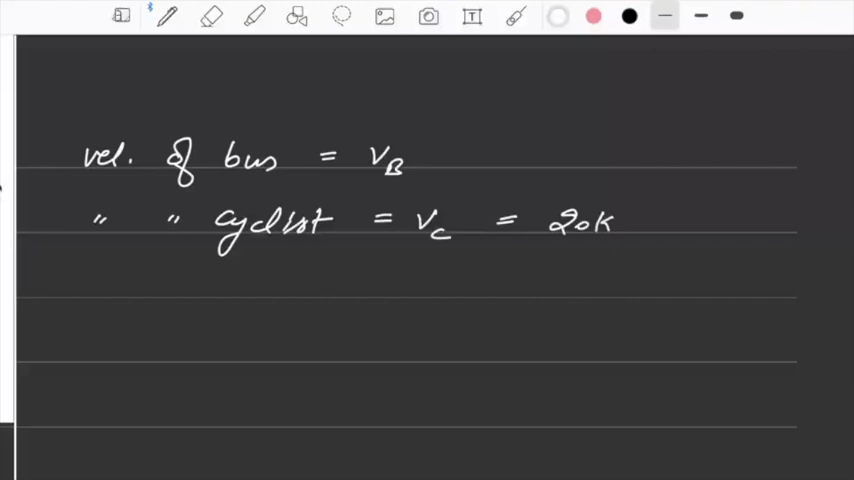 vel. of bus = VB
" " cyclist = Vc = 20K